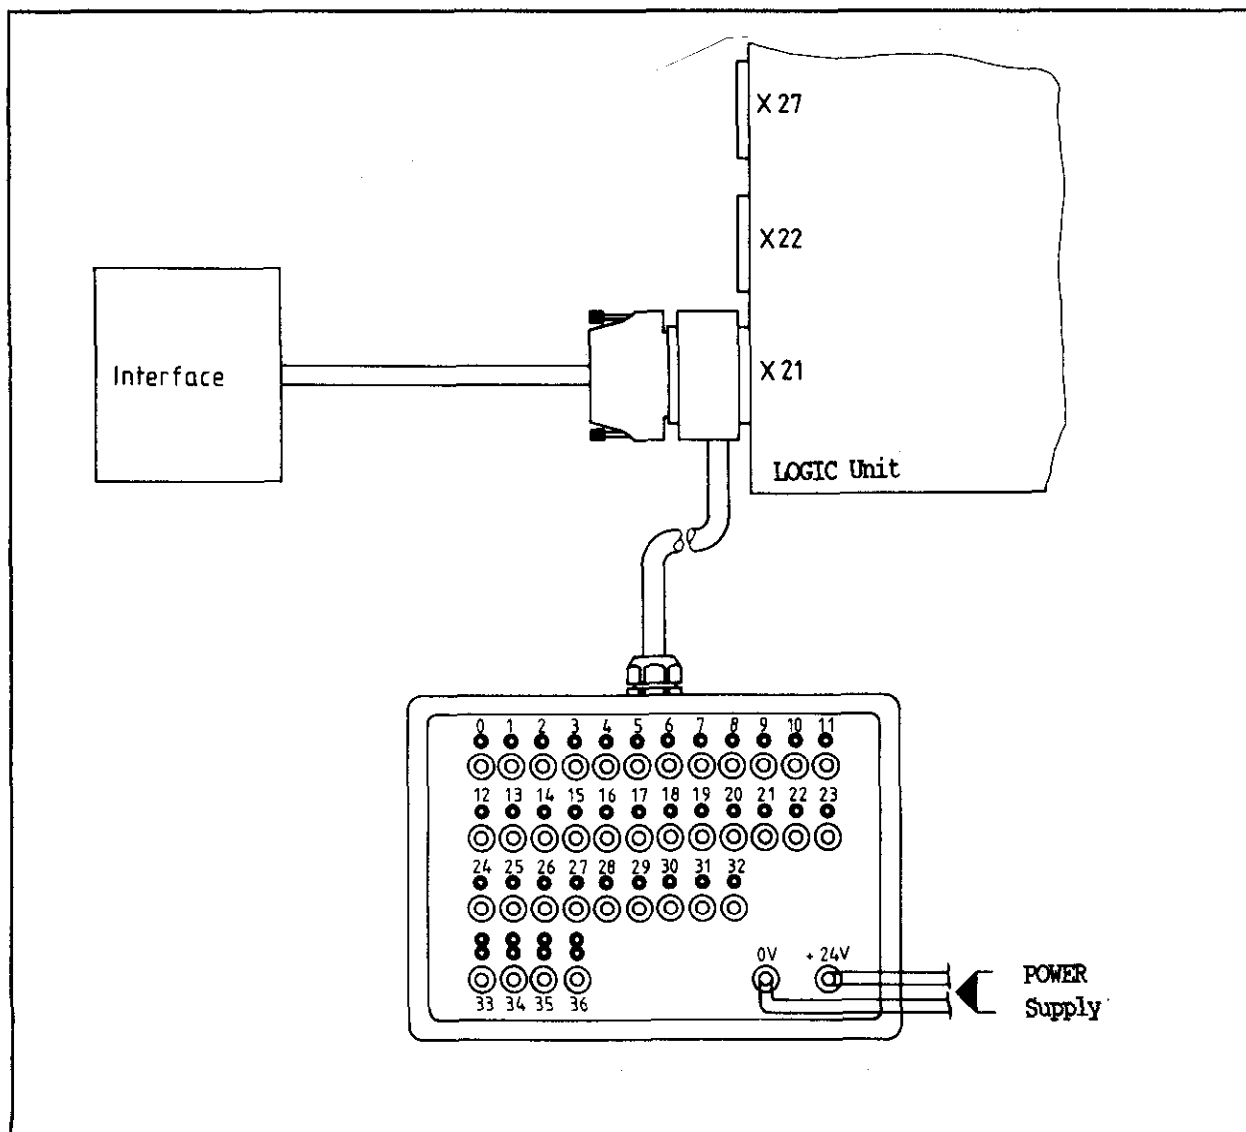 X 27
X 22
Interface
X 21
LOGIC Unit
0 1 2 3 4 5 6 7 8 9 10 11
12 13 14 15 16 17 18 19 20 21 22 23
24 25 26 27 28 29 30 31 32
0V + 24V
33 34 35 36
POWER
Supply